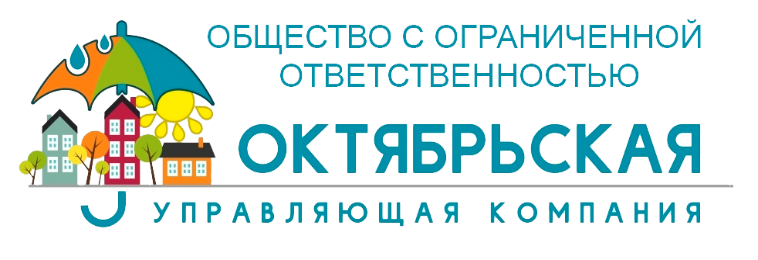 ОБЩЕСТВО С ОГРАНИЧЕННОЙ
ОТВЕТСТВЕННОСТЬЮ
ОКТЯБРЬСКАЯ
УПРАВЛЯЮЩАЯ КОМПАНИЯ